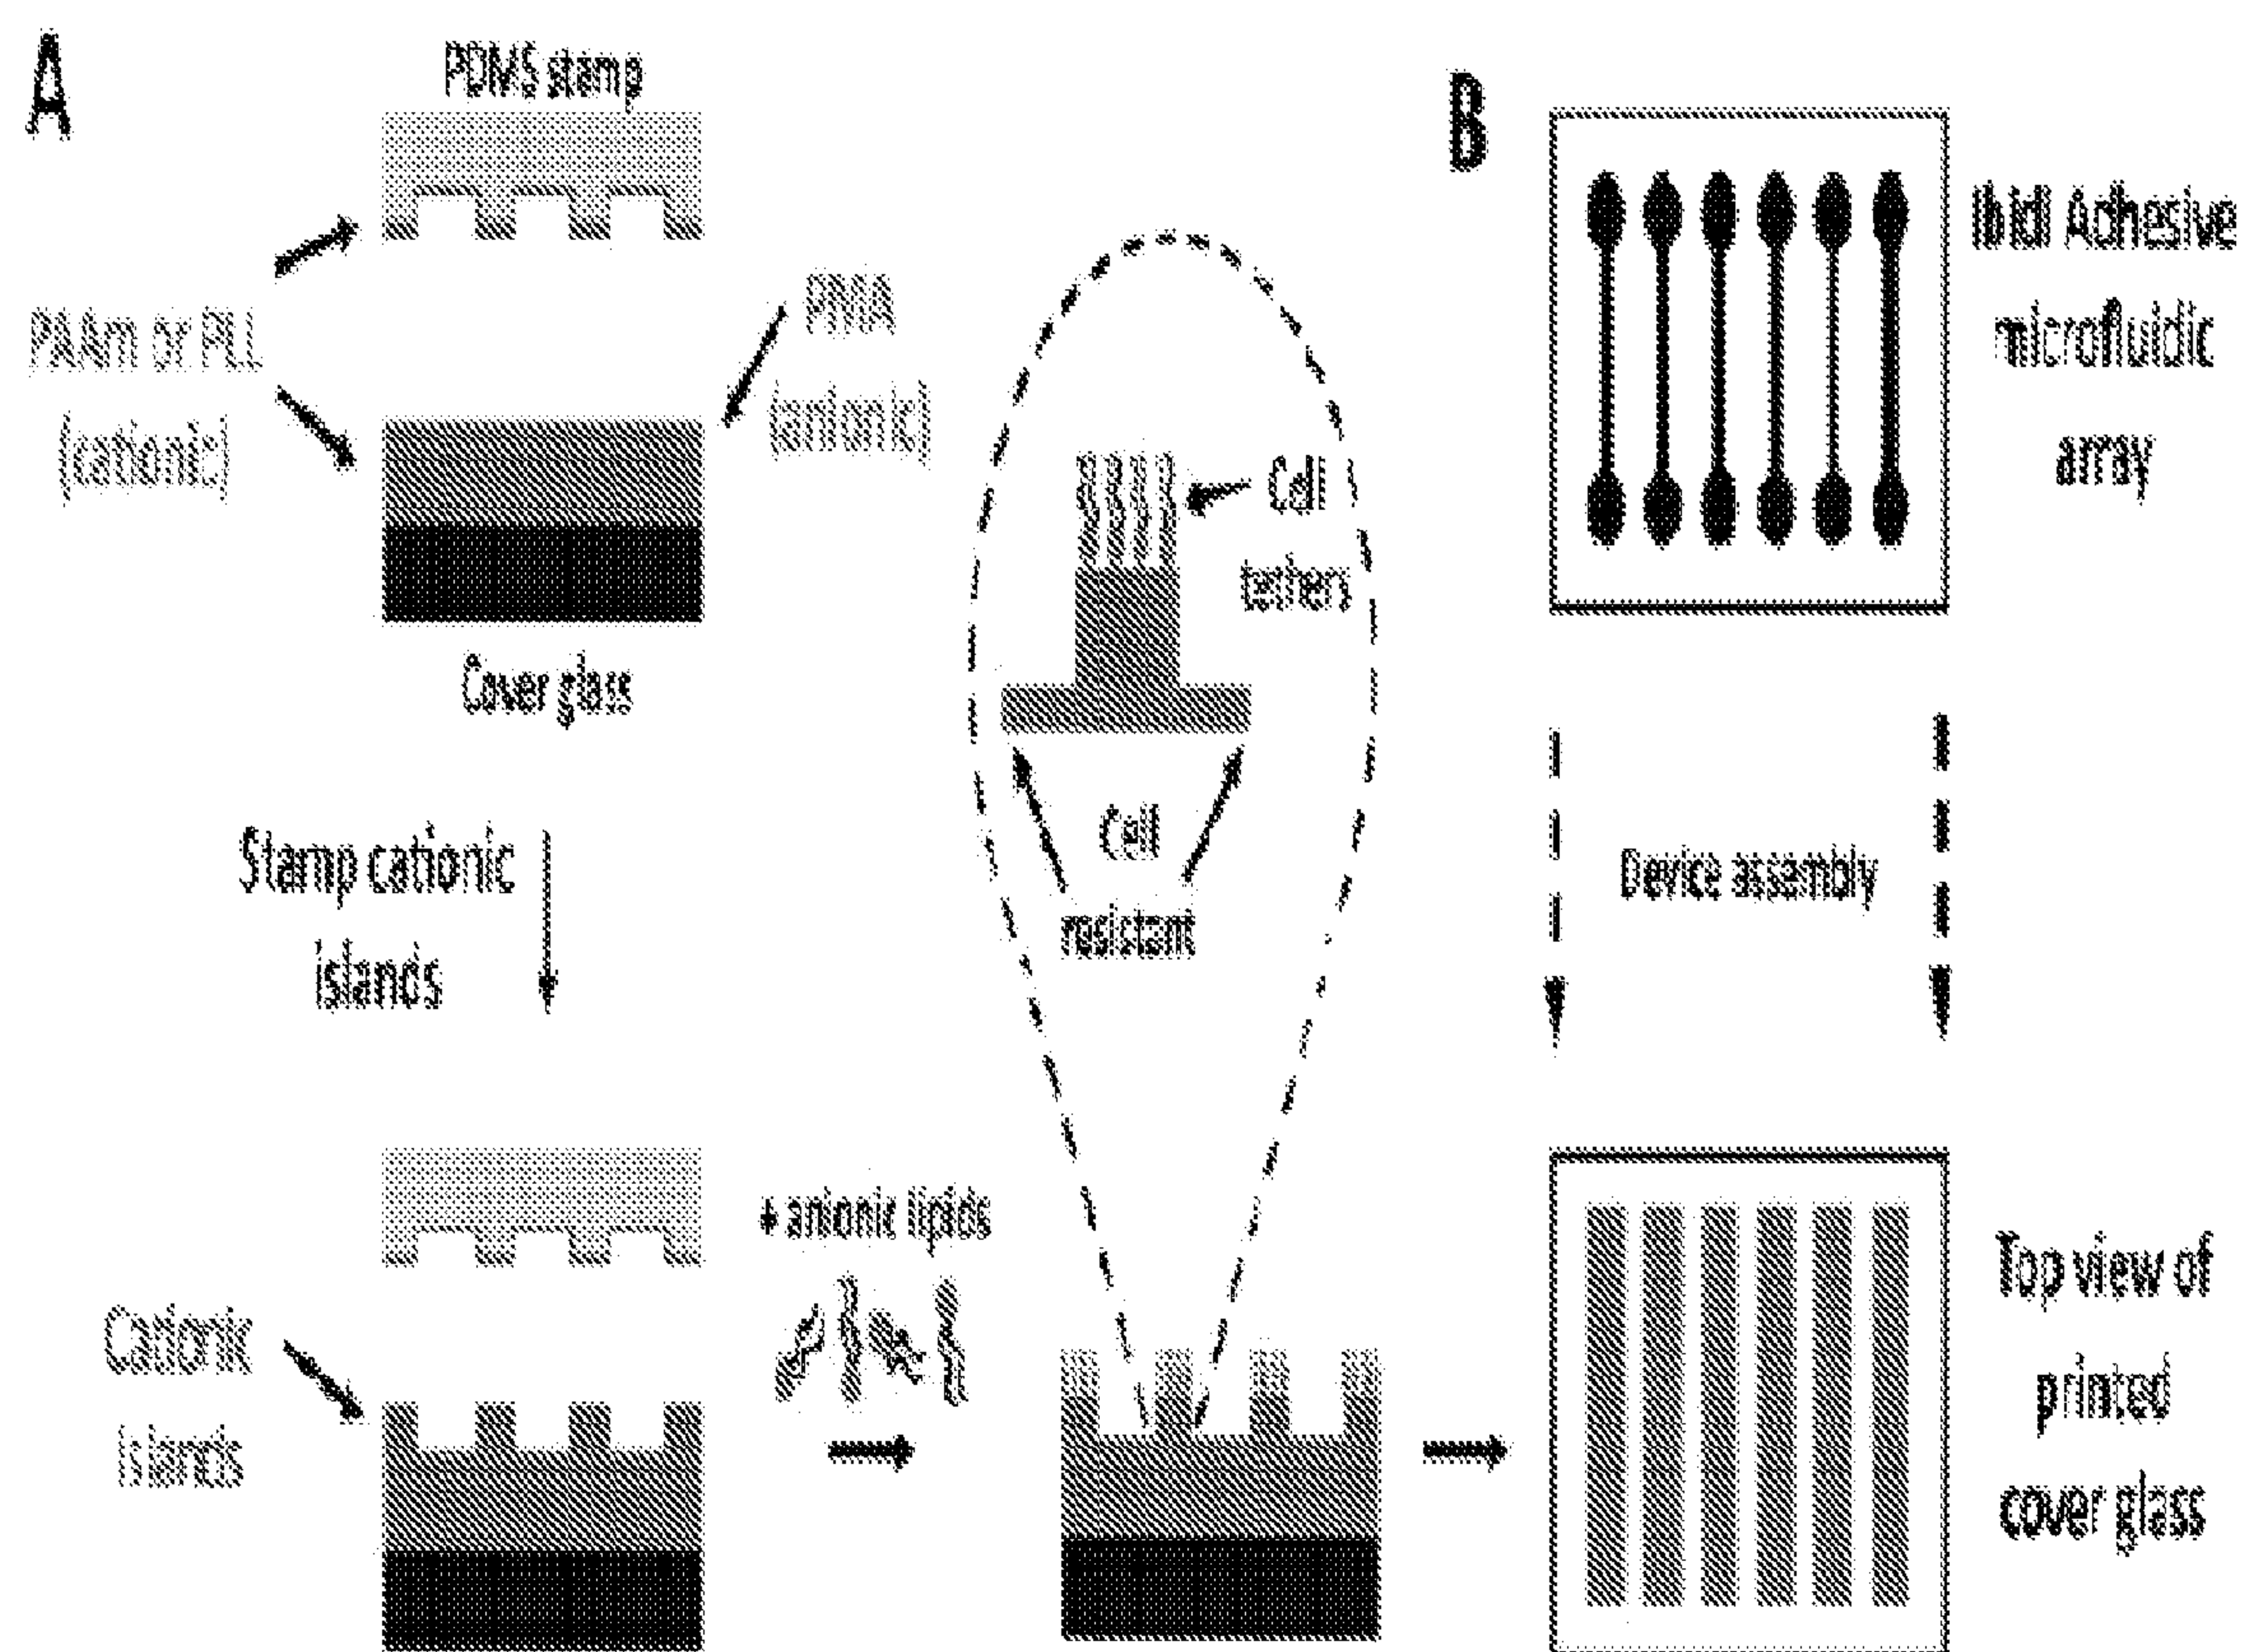 A
PDMS stamp
PAAm or PLL
(cationic)
PMA
(anionic)
Cover glass
Stamp cationic
islands
Cell
tethers
Cell
resistant
Cationic
islands
+ anionic lipids
B
Ibidi Adhesive
microfluidic
array
Device assembly
Top view of
printed
cover glass